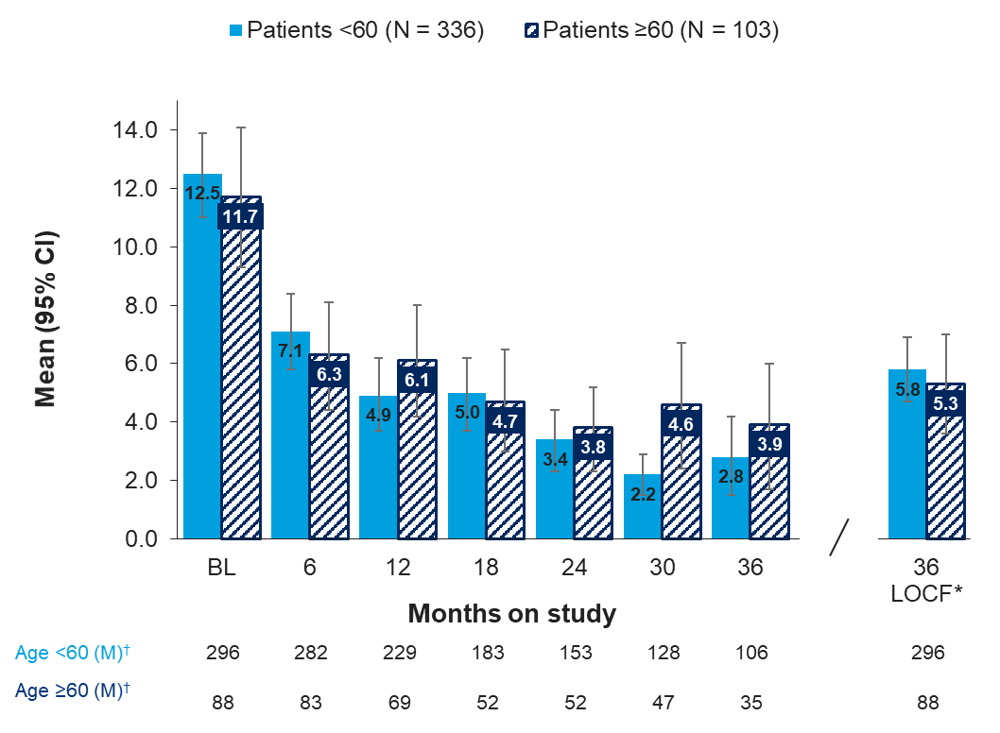 Patients <60 (N = 336) Patients ≥60 (N = 103)
14.0
12.0
10.0
8.0
6.0
4.0
2.0
0.0
Mean (95% CI)
12.5 11.7
7.1 6.3
4.9 6.1
5.0 4.7
3.4 3.8
2.2 4.6
2.8 3.9
5.8 5.3
BL 6 12 18 24 30 36 36
LOCF*
Months on study
Age <60 (M)† 296 282 229 183 153 128 106 296
Age ≥60 (M)† 88 83 69 52 52 47 35 88